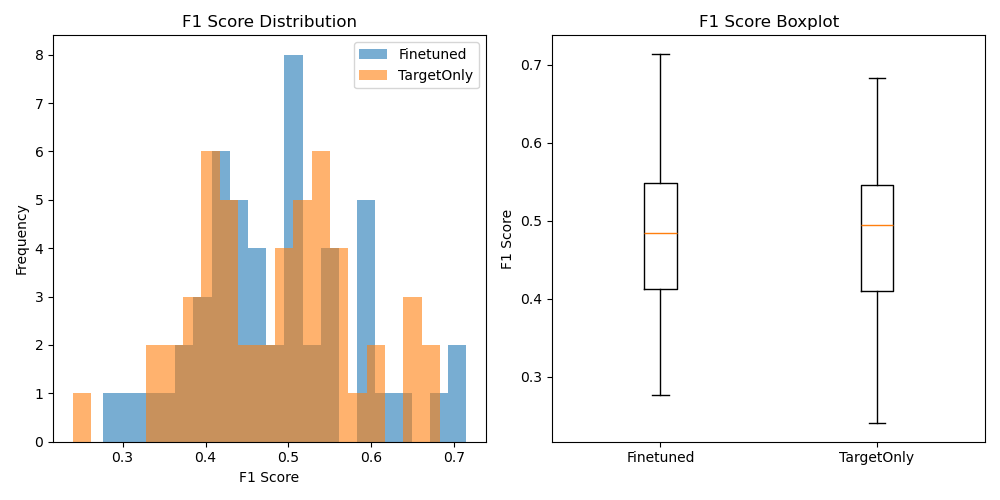 F1 Score Distribution
Finetuned
TargetOnly
8
7
6
5
4
3
2
1
0
Frequency
0.3 0.4 0.5 0.6 0.7
F1 Score
F1 Score Boxplot
0.7
0.6
0.5
0.4
0.3
F1 Score
Finetuned TargetOnly